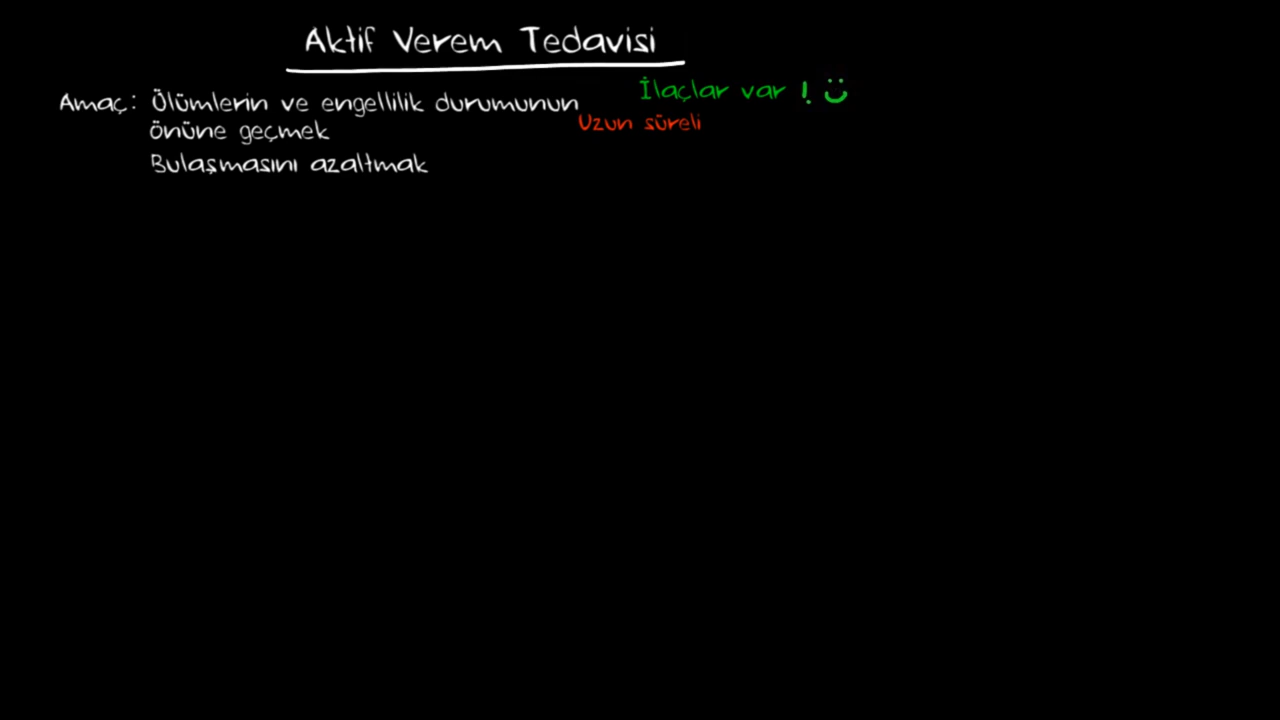 Aktif Verem Tedavisi
İlaçlar var ! :)
Amaç: Ölümlerin ve engellilik durumunun
Uzun süreli
önüne geçmek
Bulaşmasını azaltmak